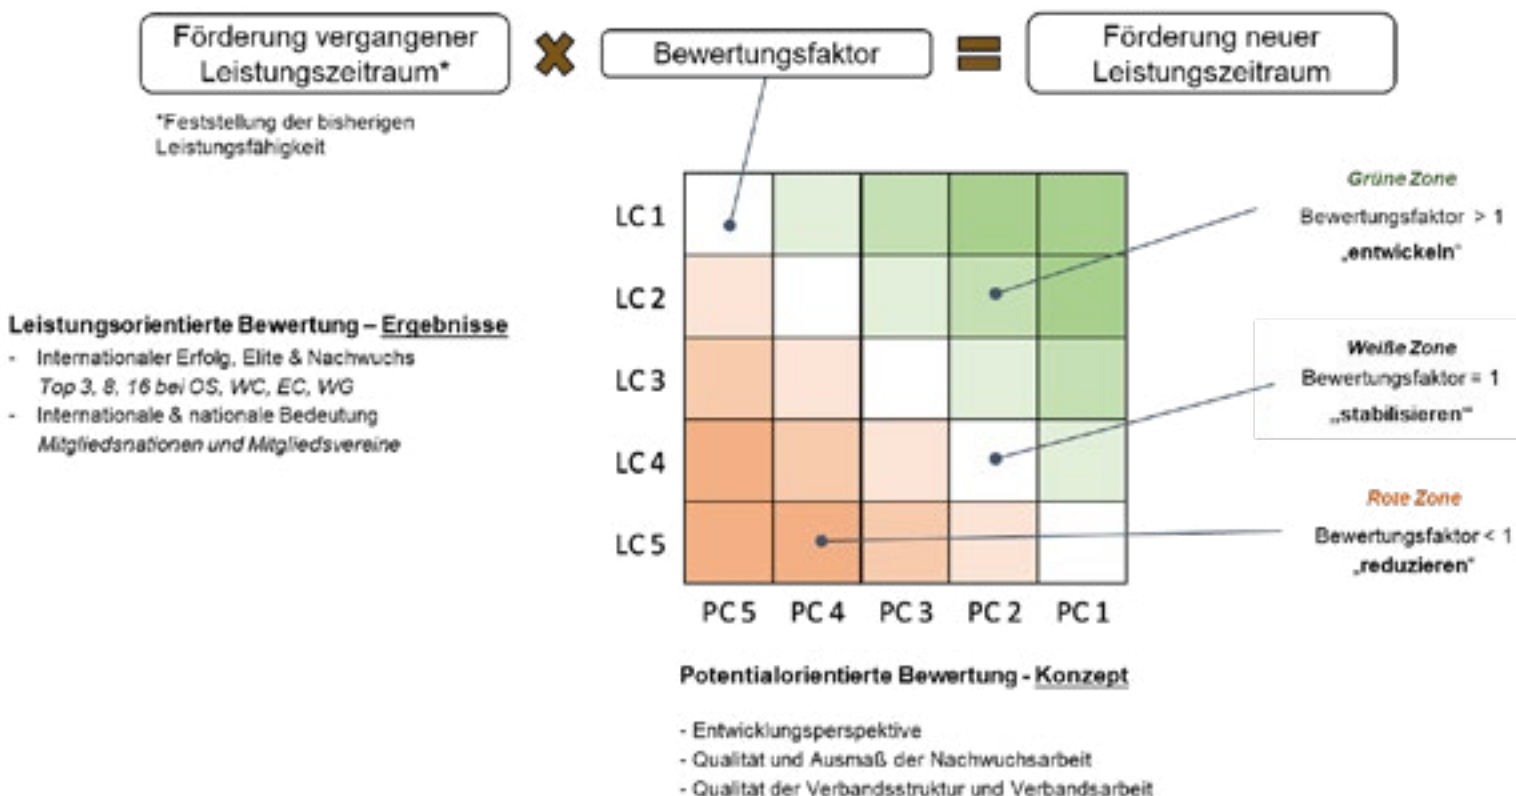 Förderung vergangener
Leistungszeitraum*
Bewertungsfaktor
Förderung neuer
Leistungszeitraum
*Feststellung der bisherigen
Leistungsfähigkeit
LC 1
LC 2
LC 3
LC 4
LC 5
PC 5 PC 4 PC 3 PC 2 PC 1
Grüne Zone
Bewertungsfaktor > 1
„entwickeln“
Weiße Zone
Bewertungsfaktor = 1
„stabilisieren“
Rote Zone
Bewertungsfaktor < 1
„reduzieren“
Leistungsorientierte Bewertung – Ergebnisse
- Internationaler Erfolg, Elite & Nachwuchs
Top 3, 8, 16 bei OS, WC, EC, WG
- Internationale & nationale Bedeutung
Mitgliedsnationen und Mitgliedsvereine
Potentialorientierte Bewertung - Konzept
- Entwicklungsperspektive
- Qualität und Ausmaß der Nachwuchsarbeit
- Qualität der Verbandsstruktur und Verbandsarbeit